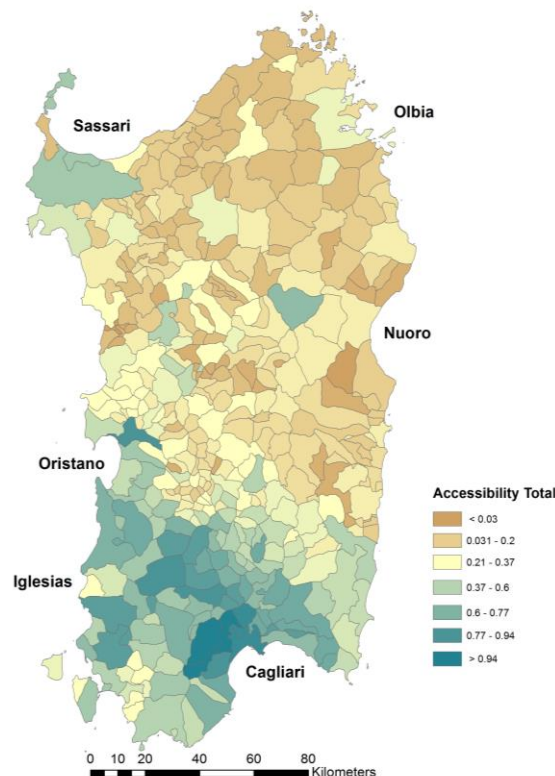 Sassari
Olbia
Nuoro
Oristano
Iglesias
Cagliari
Accessibility Total
< 0.03
0.031 - 0.2
0.21 - 0.37
0.37 - 0.6
0.6 - 0.77
0.77 - 0.94
> 0.94
0 10 20 40 60 80
Kilometers